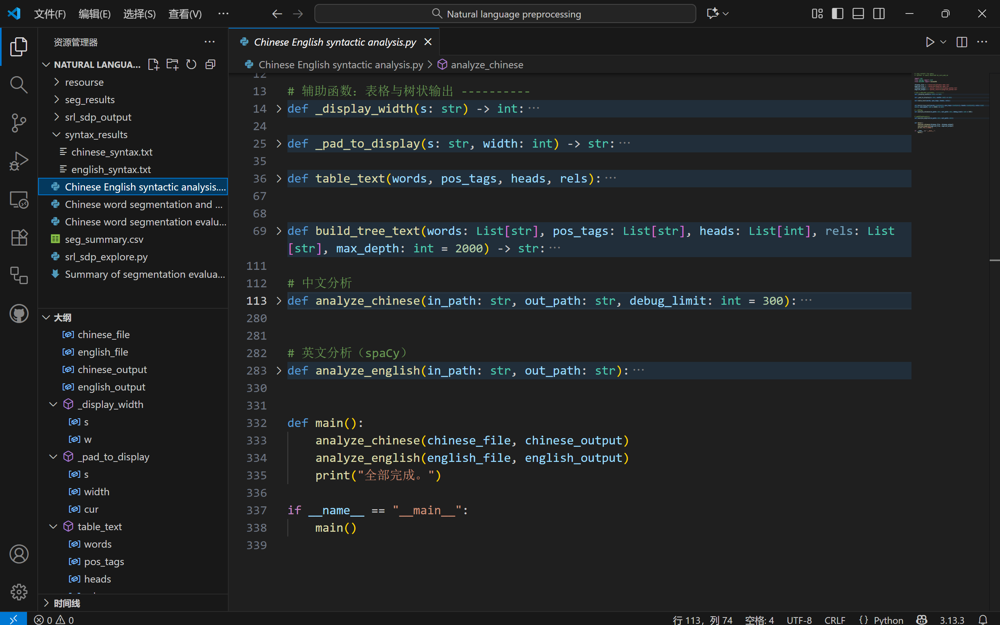 文件(F) 编辑(E) 选择(S) 查看(V) ··· Natural language preprocessing
资源管理器 ···
NATURAL LANGUA...
resourse
seg_results
srl_sdp_output
syntax_results
chinese_syntax.txt
english_syntax.txt
Chinese English syntactic analysis....
Chinese word segmentation and ...
Chinese word segmentation evalu...
seg_summary.csv
srl_sdp_explore.py
Summary of segmentation evalua...
大纲
chinese_file
english_file
chinese_output
english_output
_display_width
s
w
_pad_to_display
s
width
cur
table_text
words
pos_tags
heads
时间线
Chinese English syntactic analysis.py
Chinese English syntactic analysis.py > analyze_chinese
12
13 # 辅助函数：表格与树状输出 ----------
14 def _display_width(s: str) -> int:···
24
25 def _pad_to_display(s: str, width: int) -> str:···
35
36 def table_text(words, pos_tags, heads, rels):···
67
68
69 def build_tree_text(words: List[str], pos_tags: List[str], heads: List[int], rels: List
[str], max_depth: int = 2000) -> str:···
111
112 # 中文分析
113 def analyze_chinese(in_path: str, out_path: str, debug_limit: int = 300):···
280
281
282 # 英文分析（spaCy）
283 def analyze_english(in_path: str, out_path: str):···
330
331
332 def main():
333 analyze_chinese(chinese_file, chinese_output)
334 analyze_english(english_file, english_output)
335 print("全部完成。")
336
337 if __name__ == "__main__":
338 main()
339
0 0 行 113，列 74 空格: 4 UTF-8 CRLF {} Python 3.13.3